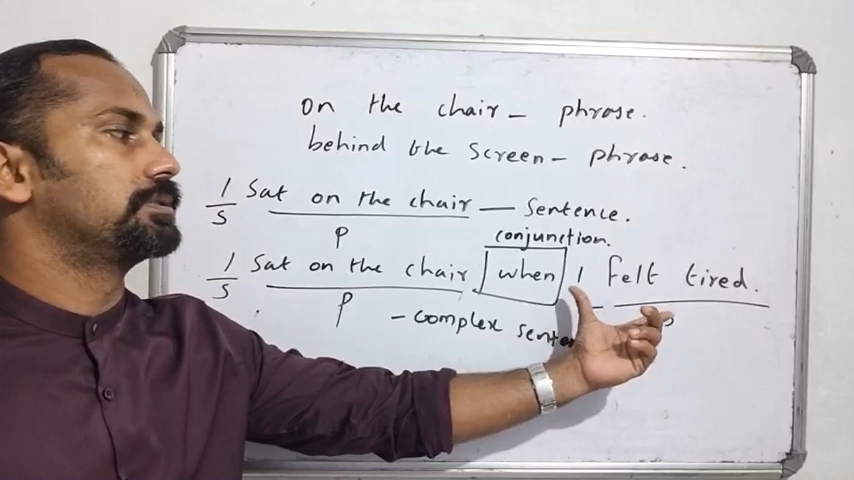 on the chair - phrase.
behind the screen - phrase.
I sat on the chair - sentence.
S P
conjunction.
I sat on the chair when I felt tired.
S P
- complex